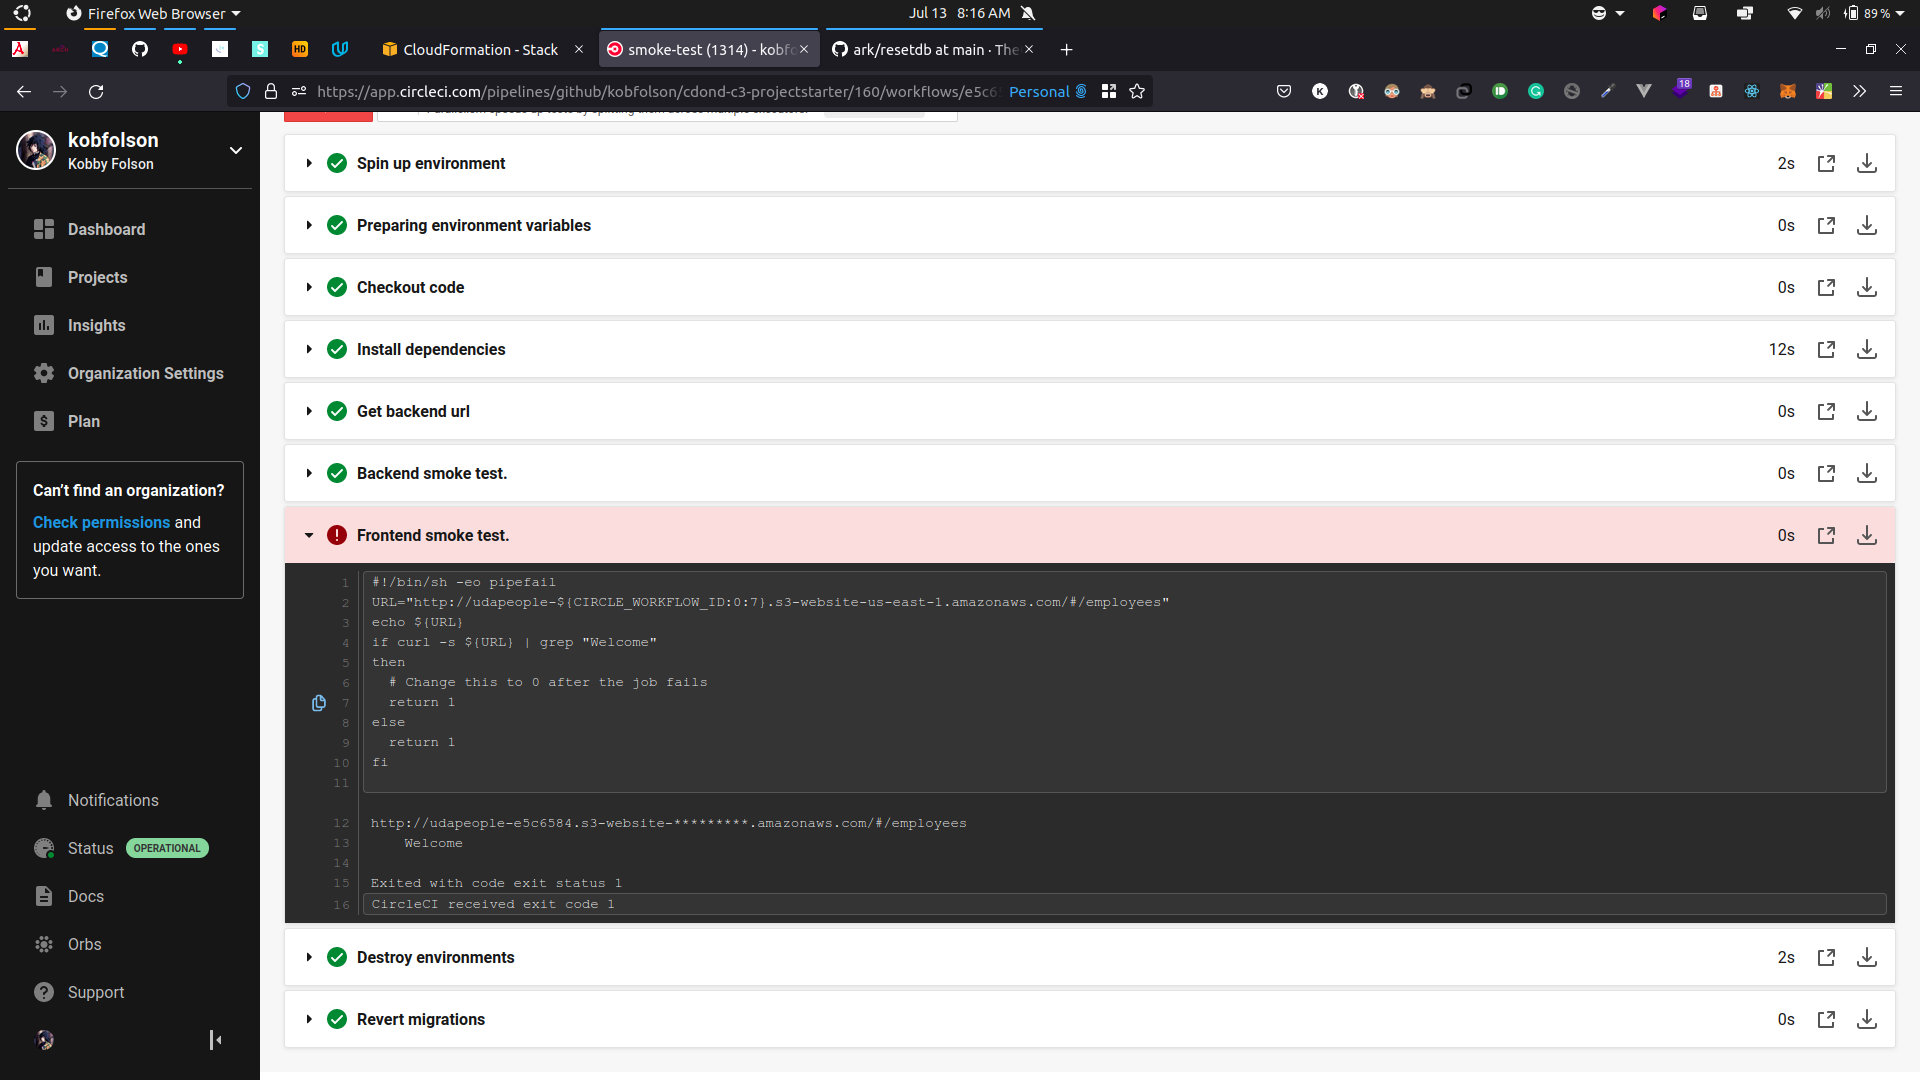 Firefox Web Browser
Jul 13 8:16 AM
89 %
CloudFormation - Stack
smoke-test (1314) - kobfo
ark/resetdb at main · The
https://app.circleci.com/pipelines/github/kobfolson/cdond-c3-projectstarter/160/workflows/e5c6
Personal
18
kobfolson
Kobby Folson
Dashboard
Projects
Insights
Organization Settings
Plan
Can't find an organization?
Check permissions and
update access to the ones
you want.
Notifications
Status OPERATIONAL
Docs
Orbs
Support
Spin up environment 2s
Preparing environment variables 0s
Checkout code 0s
Install dependencies 12s
Get backend url 0s
Backend smoke test. 0s
Frontend smoke test. 0s
1 #!/bin/sh -eo pipefail
2 URL="http://udapeople-${CIRCLE_WORKFLOW_ID:0:7}.s3-website-us-east-1.amazonaws.com/#/employees"
3 echo ${URL}
4 if curl -s ${URL} | grep "Welcome"
5 then
6 # Change this to 0 after the job fails
7 return 1
8 else
9 return 1
10 fi
11
12 http://udapeople-e5c6584.s3-website-*********.amazonaws.com/#/employees
13 Welcome
14
15 Exited with code exit status 1
16 CircleCI received exit code 1
Destroy environments 2s
Revert migrations 0s